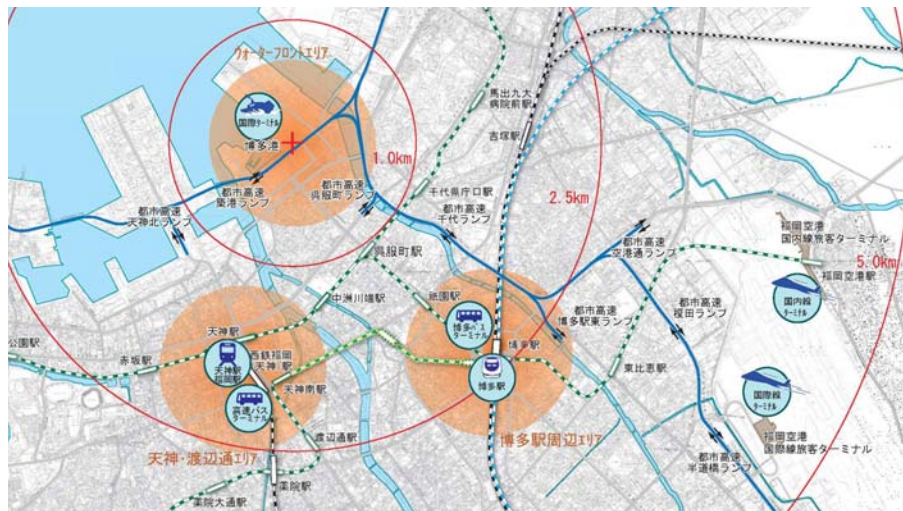 ウォーターフロントエリア
国際ターミナル
博多港
1.0km
2.5km
5.0km
馬出九大
病院前駅
吉塚駅
千代県庁口駅
都市高速
築港ランプ
都市高速
呉服町ランプ
都市高速
天神北ランプ
都市高速
千代ランプ
都市高速
空港通ランプ
福岡空港
国内線旅客ターミナル
福岡空港駅
呉服町駅
中洲川端駅
祇園駅
博多バス
ターミナル
博多駅
博多駅
都市高速
博多駅東ランプ
都市高速
榎田ランプ
国内線
ターミナル
東比恵駅
天神駅
西鉄福岡
天神駅
天神駅
福岡駅
公園駅
赤坂駅
天神南駅
高速バス
ターミナル
渡辺通駅
天神・渡辺通エリア
博多駅周辺エリア
国際線
ターミナル
福岡空港
国際線旅客ターミナル
都市高速
半道橋ランプ
薬院駅
薬院大通駅